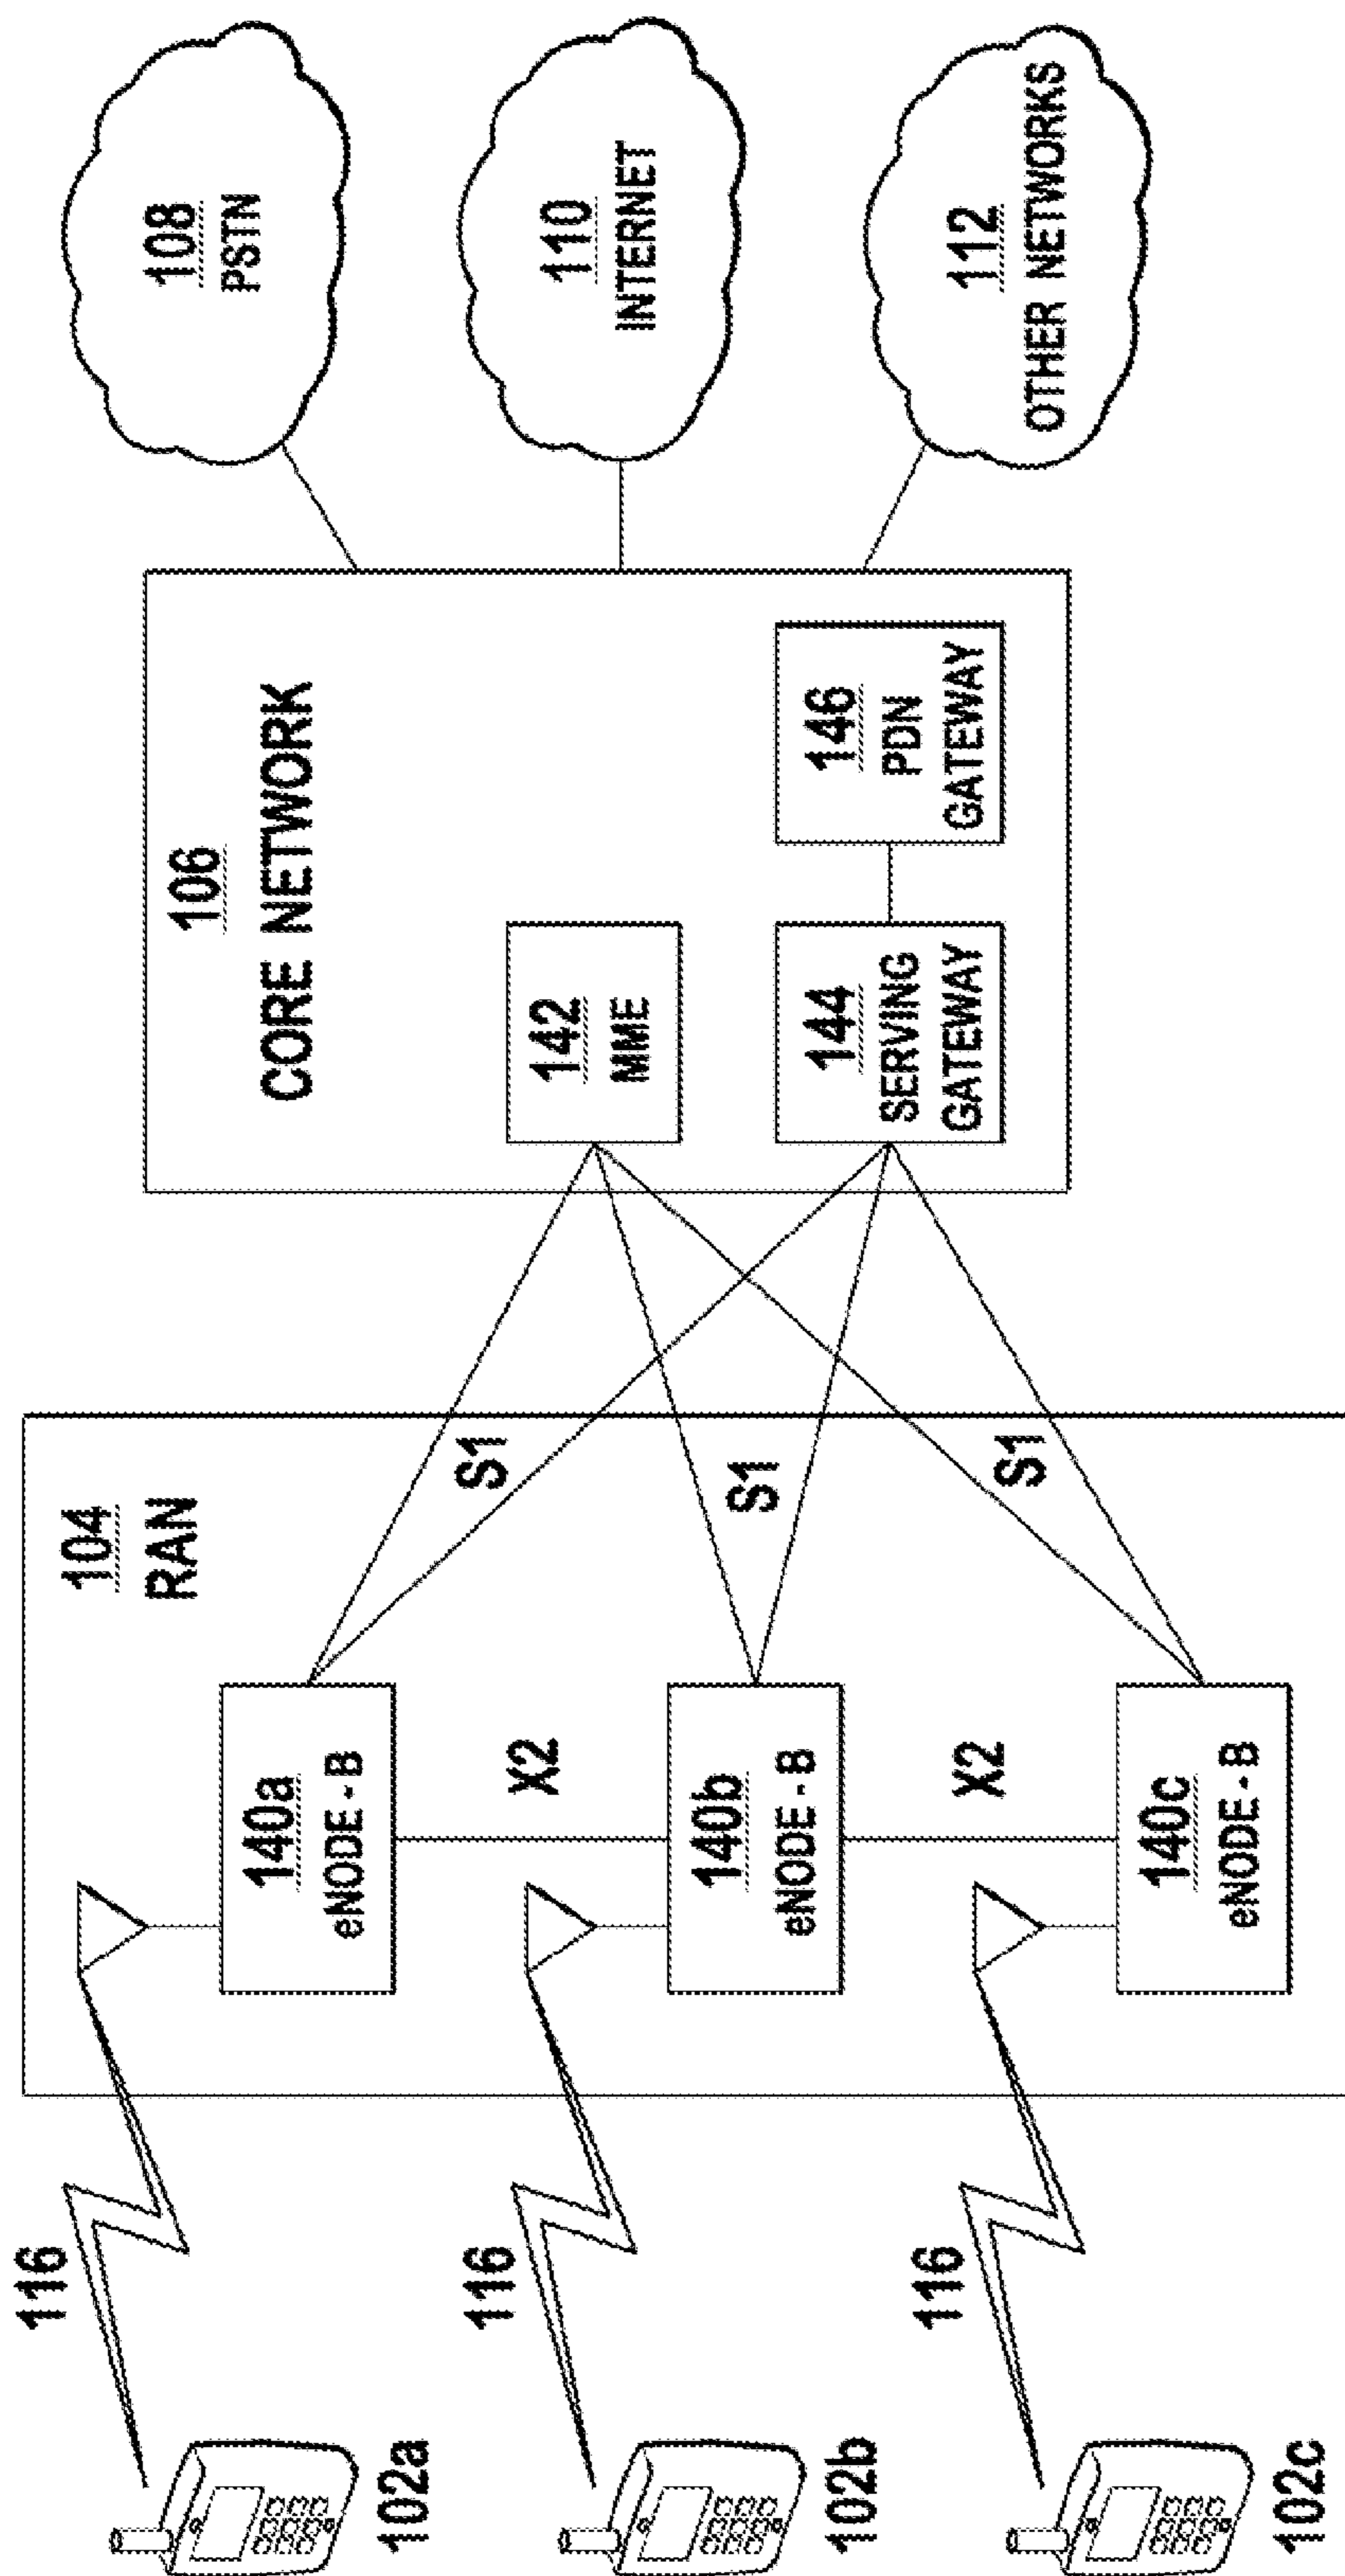 116
102a
116
102b
116
102c
104
RAN
140a
eNODE - B
X2
140b
eNODE - B
X2
140c
eNODE - B
S1
S1
S1
106
CORE NETWORK
142
MME
144
SERVING
GATEWAY
146
PDN
GATEWAY
108
PSTN
110
INTERNET
112
OTHER NETWORKS